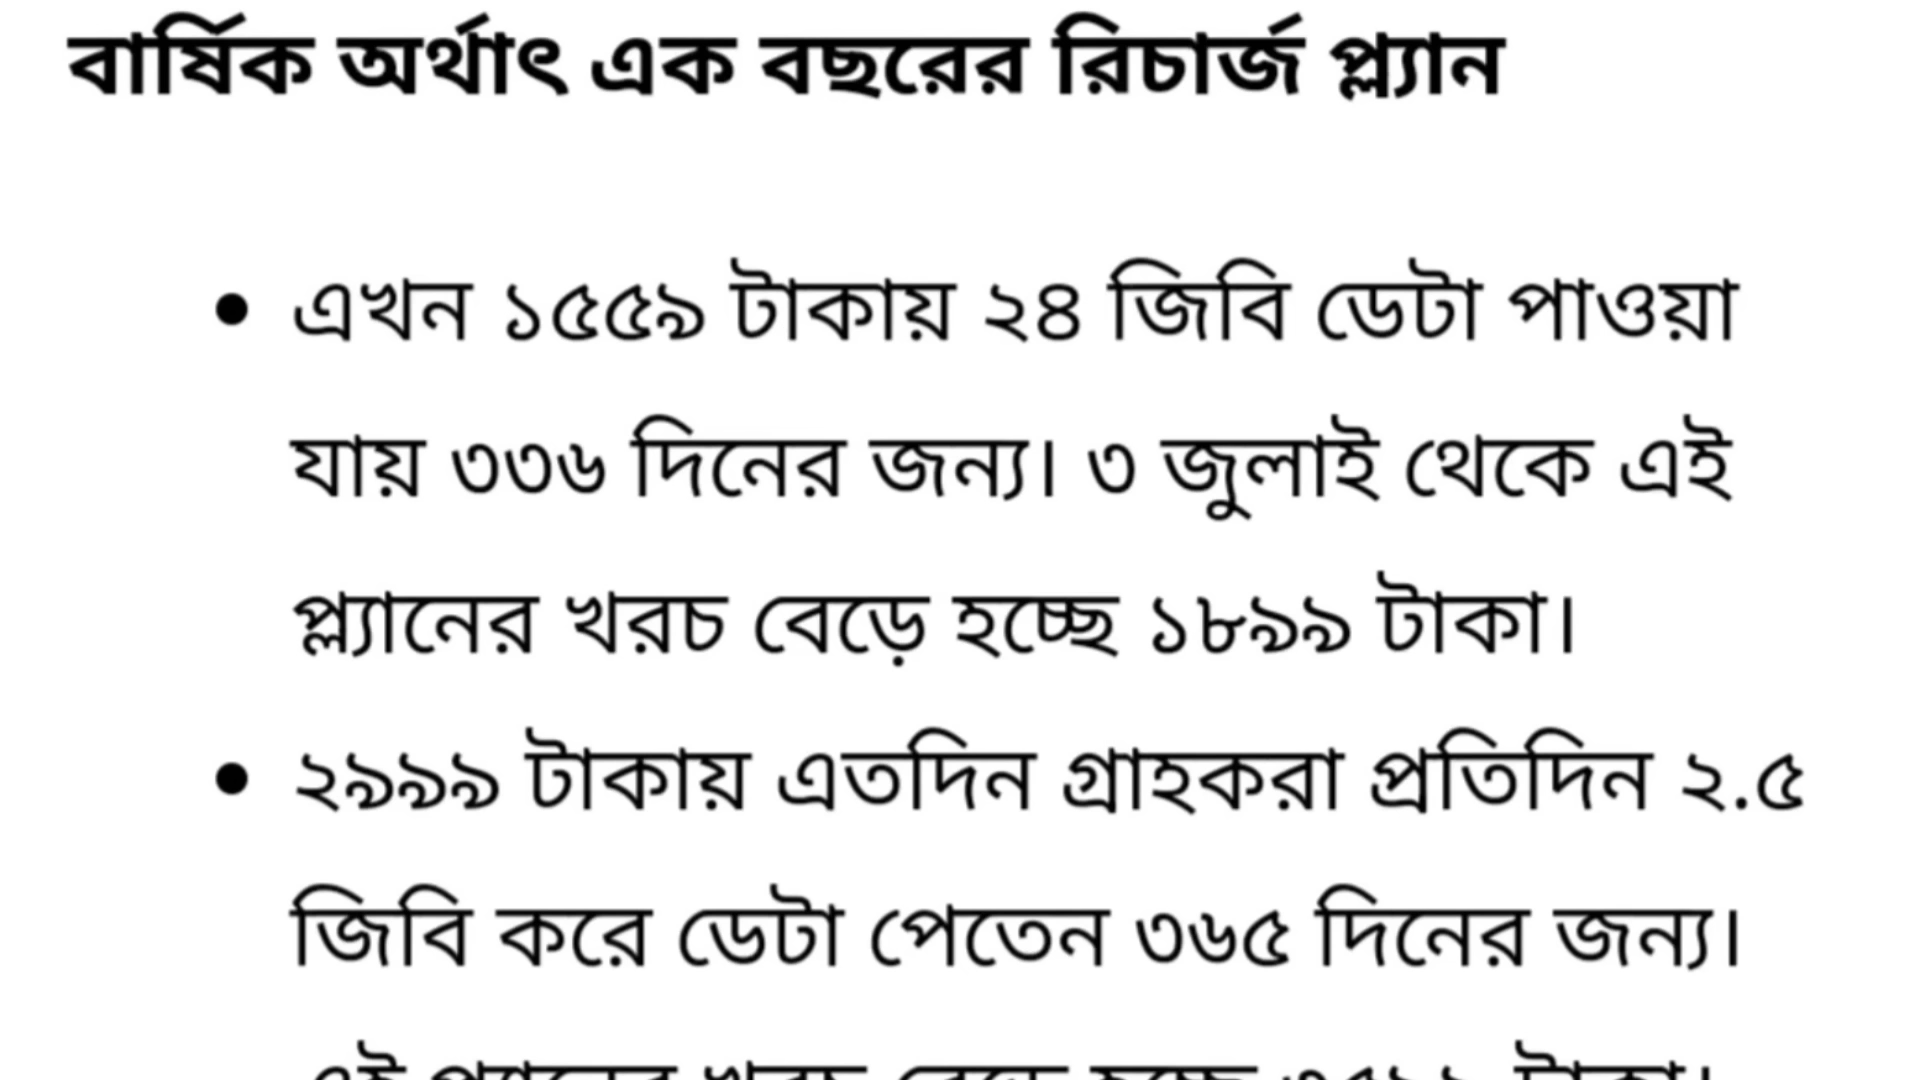 বার্ষিক অর্থাৎ এক বছরের রিচার্জ প্ল্যান
• এখন ১৫৫৯ টাকায় ২৪ জিবি ডেটা পাওয়া
যায় ৩৩৬ দিনের জন্য। ৩ জুলাই থেকে এই
প্ল্যানের খরচ বেড়ে হচ্ছে ১৮৯৯ টাকা।
• ২৯৯৯ টাকায় এতদিন গ্রাহকরা প্রতিদিন ২.৫
জিবি করে ডেটা পেতেন ৩৬৫ দিনের জন্য।